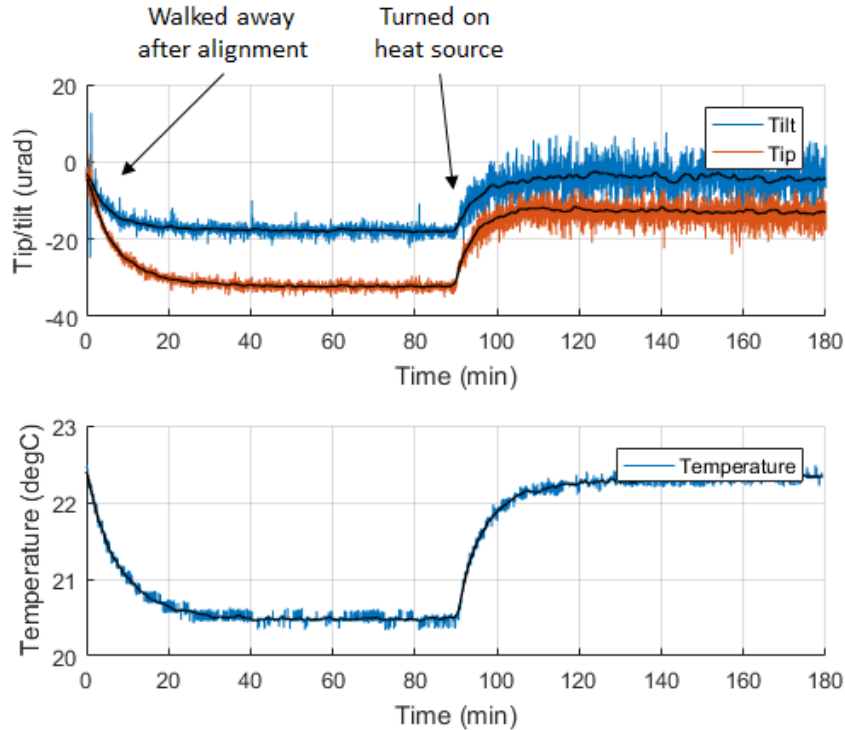 Walked away
after alignment
Turned on
heat source
Tip/tilt (urad)
20
0
-20
-40
Tilt
Tip
0 20 40 60 80 100 120 140 160 180
Time (min)
Temperature (degC)
23
22
21
20
Temperature
0 20 40 60 80 100 120 140 160 180
Time (min)